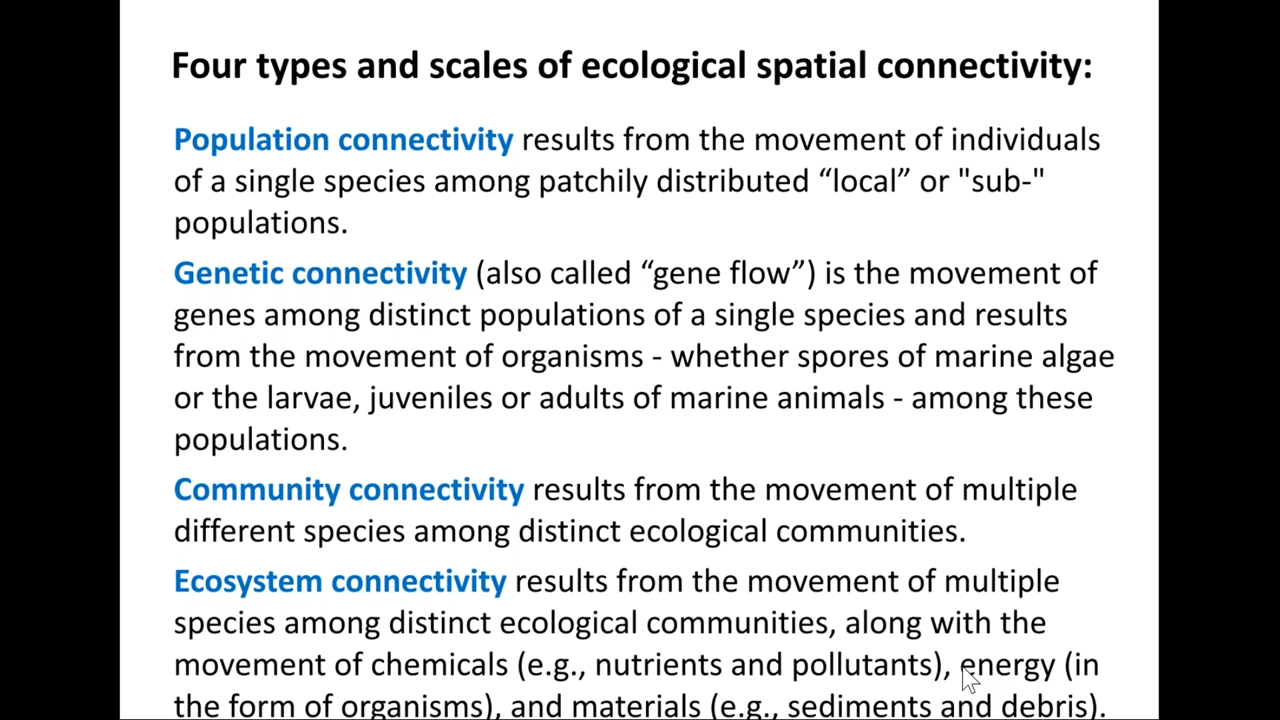 Four types and scales of ecological spatial connectivity:
Population connectivity results from the movement of individuals
of a single species among patchily distributed “local” or "sub-"
populations.
Genetic connectivity (also called “gene flow”) is the movement of
genes among distinct populations of a single species and results
from the movement of organisms - whether spores of marine algae
or the larvae, juveniles or adults of marine animals - among these
populations.
Community connectivity results from the movement of multiple
different species among distinct ecological communities.
Ecosystem connectivity results from the movement of multiple
species among distinct ecological communities, along with the
movement of chemicals (e.g., nutrients and pollutants), energy (in
the form of organisms), and materials (e.g., sediments and debris).